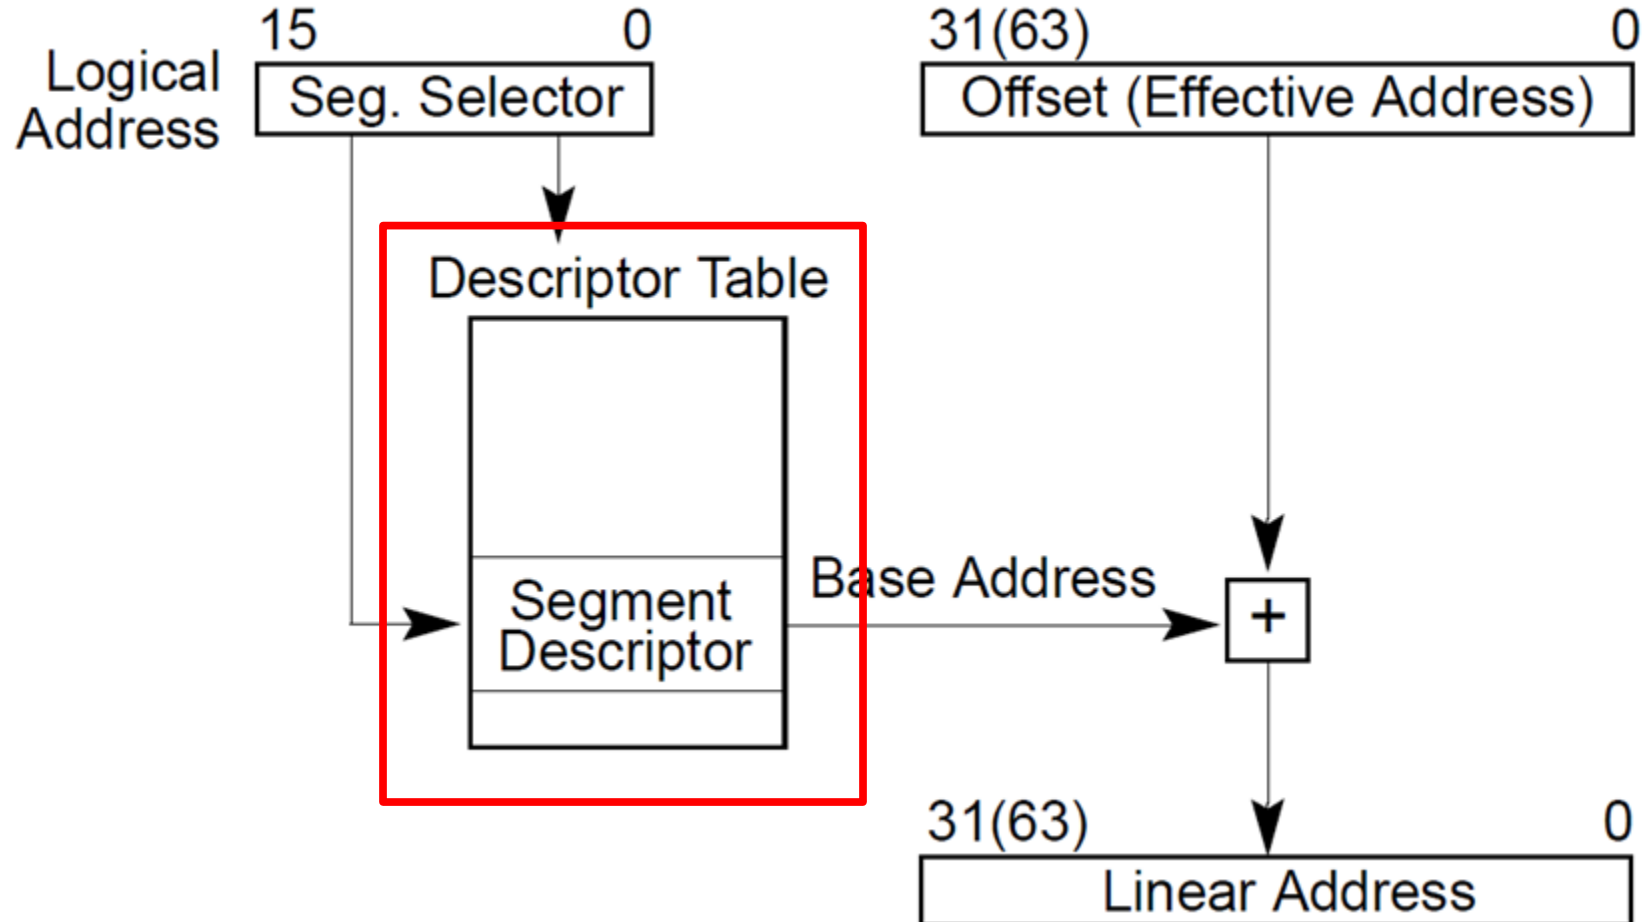 15 0
31(63) 0
Logical
Address
Seg. Selector
Offset (Effective Address)
Descriptor Table
Segment
Descriptor
Base Address
+
31(63) 0
Linear Address